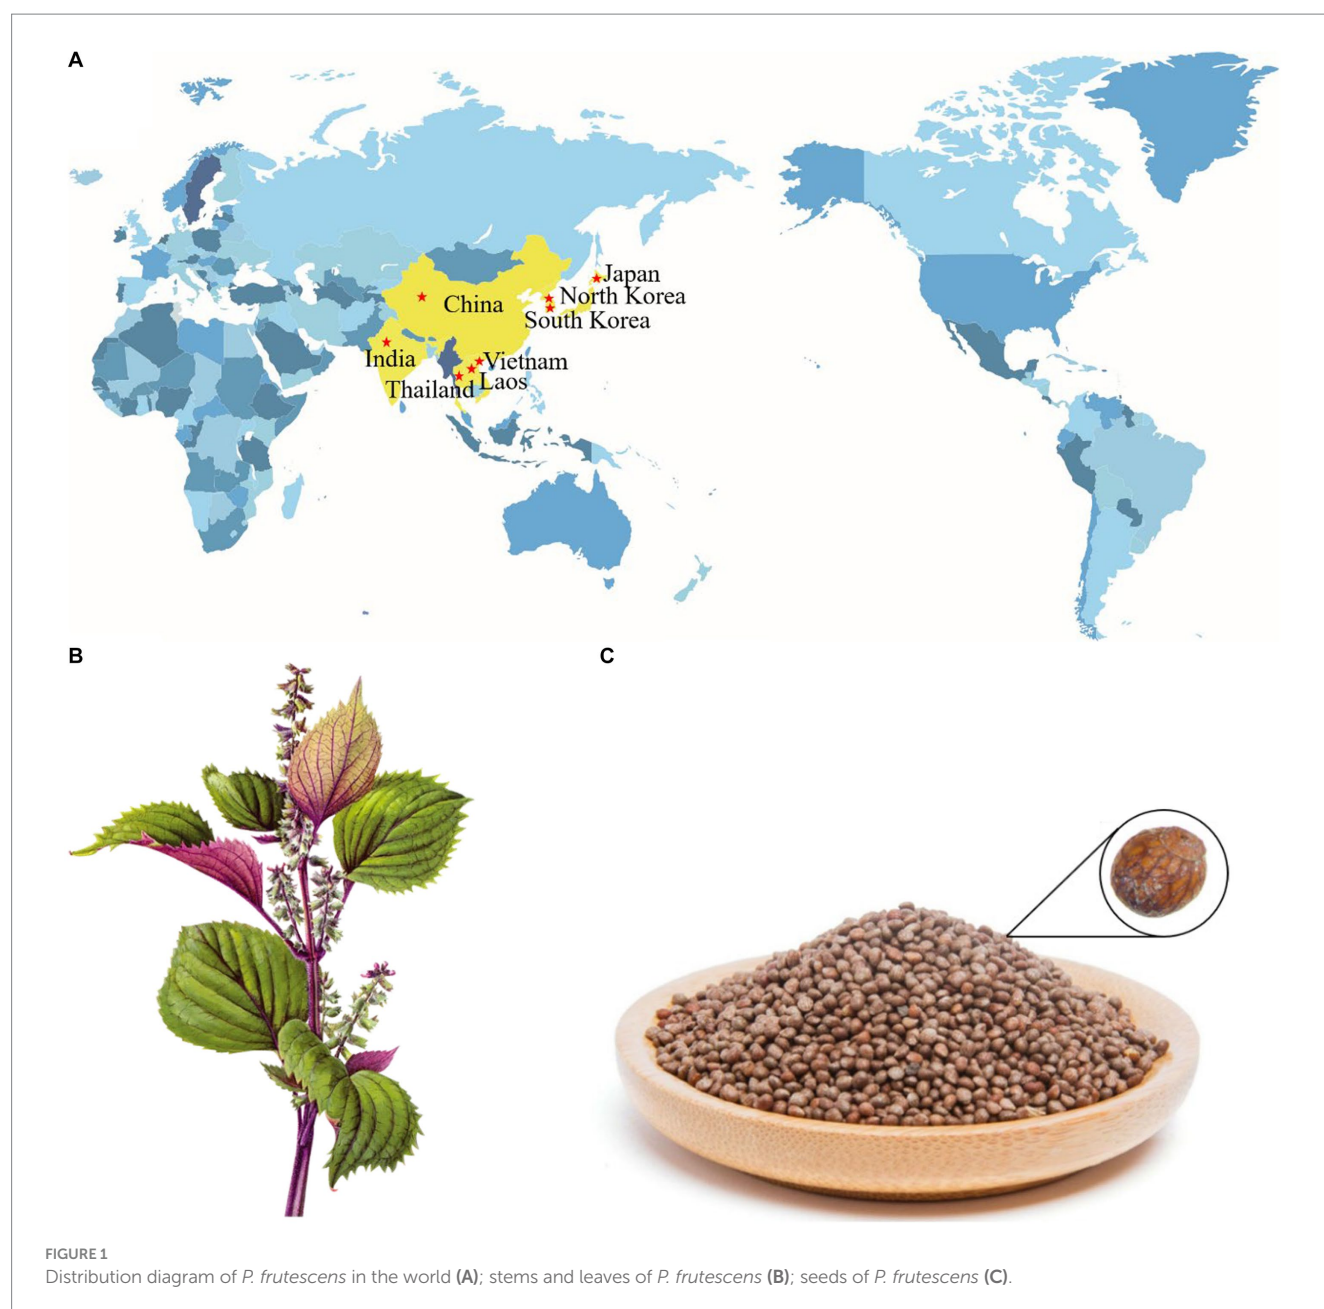 A
Japan
China
North Korea
South Korea
India
Vietnam
Thailand
Laos
B
C
FIGURE 1
Distribution diagram of P. frutescens in the world (A); stems and leaves of P. frutescens (B); seeds of P. frutescens (C).